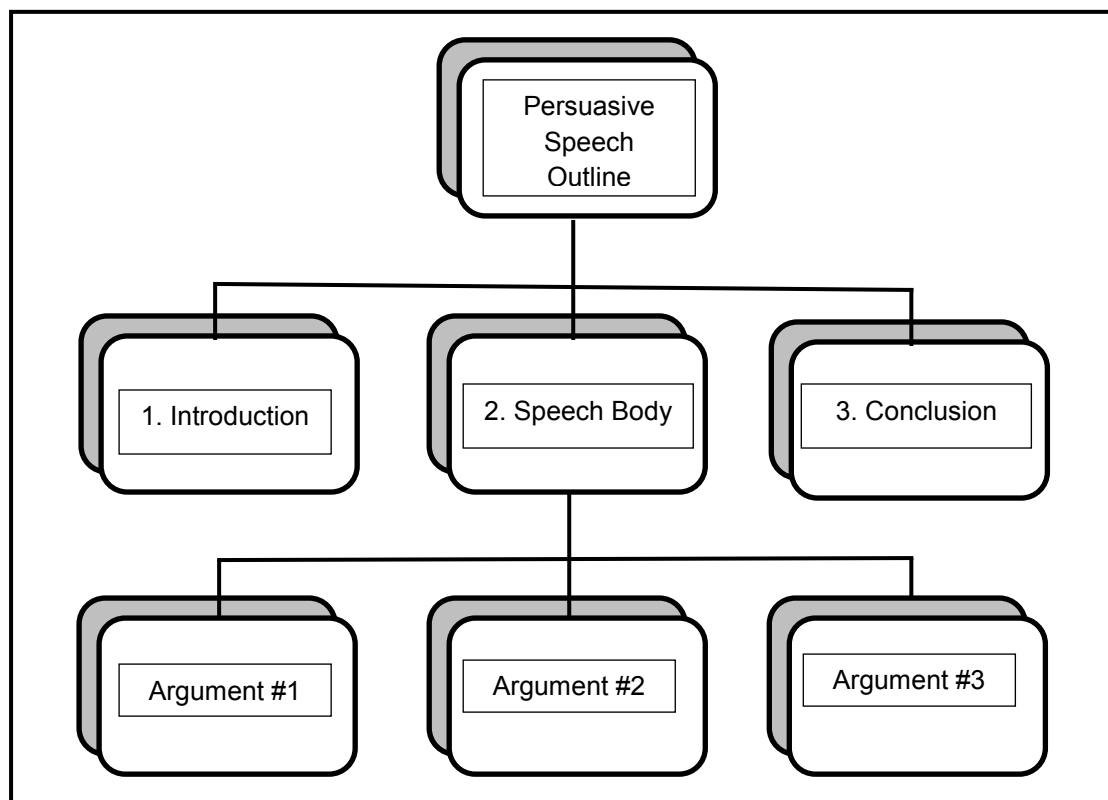 Persuasive
Speech
Outline
1. Introduction
2. Speech Body
3. Conclusion
Argument #1
Argument #2
Argument #3